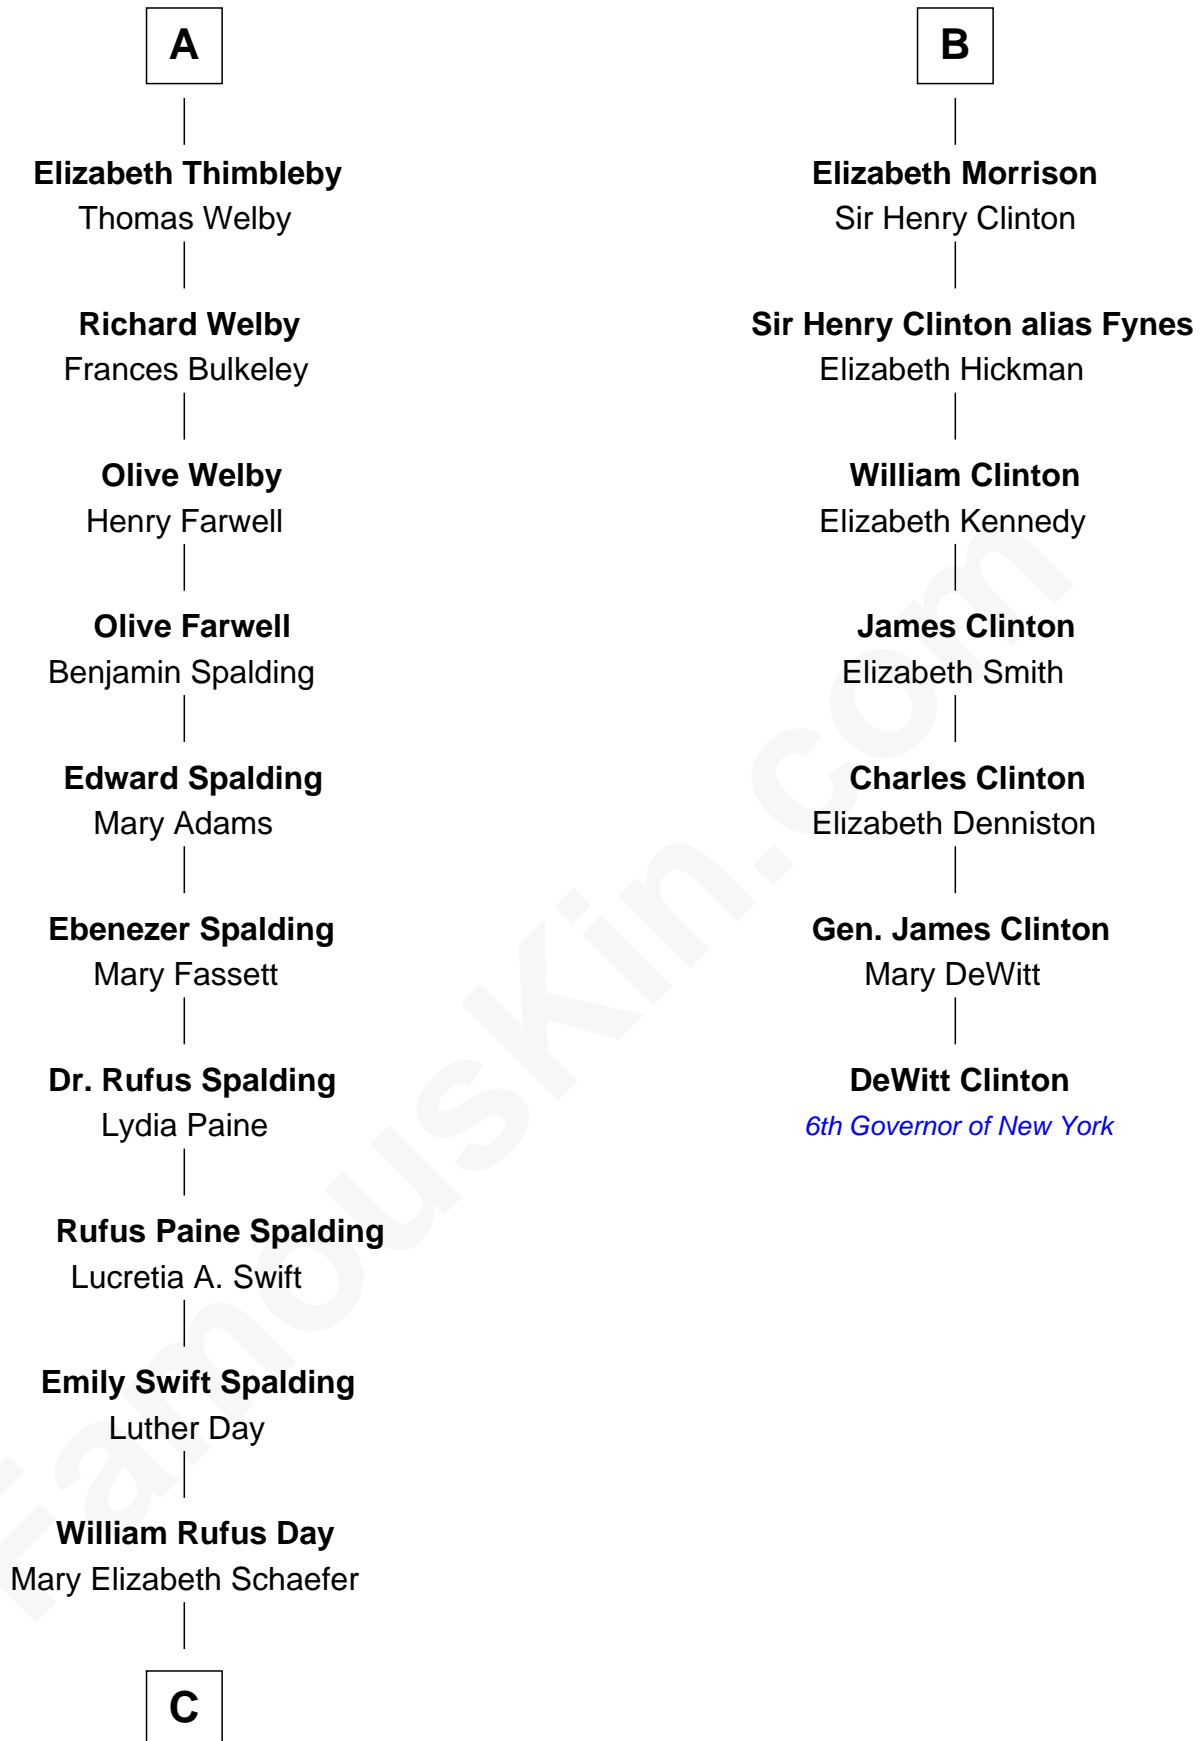 A
Elizabeth Thimbleby
Thomas Welby
Richard Welby
Frances Bulkeley
Olive Welby
Henry Farwell
Olive Farwell
Benjamin Spalding
Edward Spalding
Mary Adams
Ebenezer Spalding
Mary Fassett
Dr. Rufus Spalding
Lydia Paine
Rufus Paine Spalding
Lucretia A. Swift
Emily Swift Spalding
Luther Day
William Rufus Day
Mary Elizabeth Schaefer
C
B
Elizabeth Morrison
Sir Henry Clinton
Sir Henry Clinton alias Fynes
Elizabeth Hickman
William Clinton
Elizabeth Kennedy
James Clinton
Elizabeth Smith
Charles Clinton
Elizabeth Denniston
Gen. James Clinton
Mary DeWitt
DeWitt Clinton
6th Governor of New York
FamousKin.com